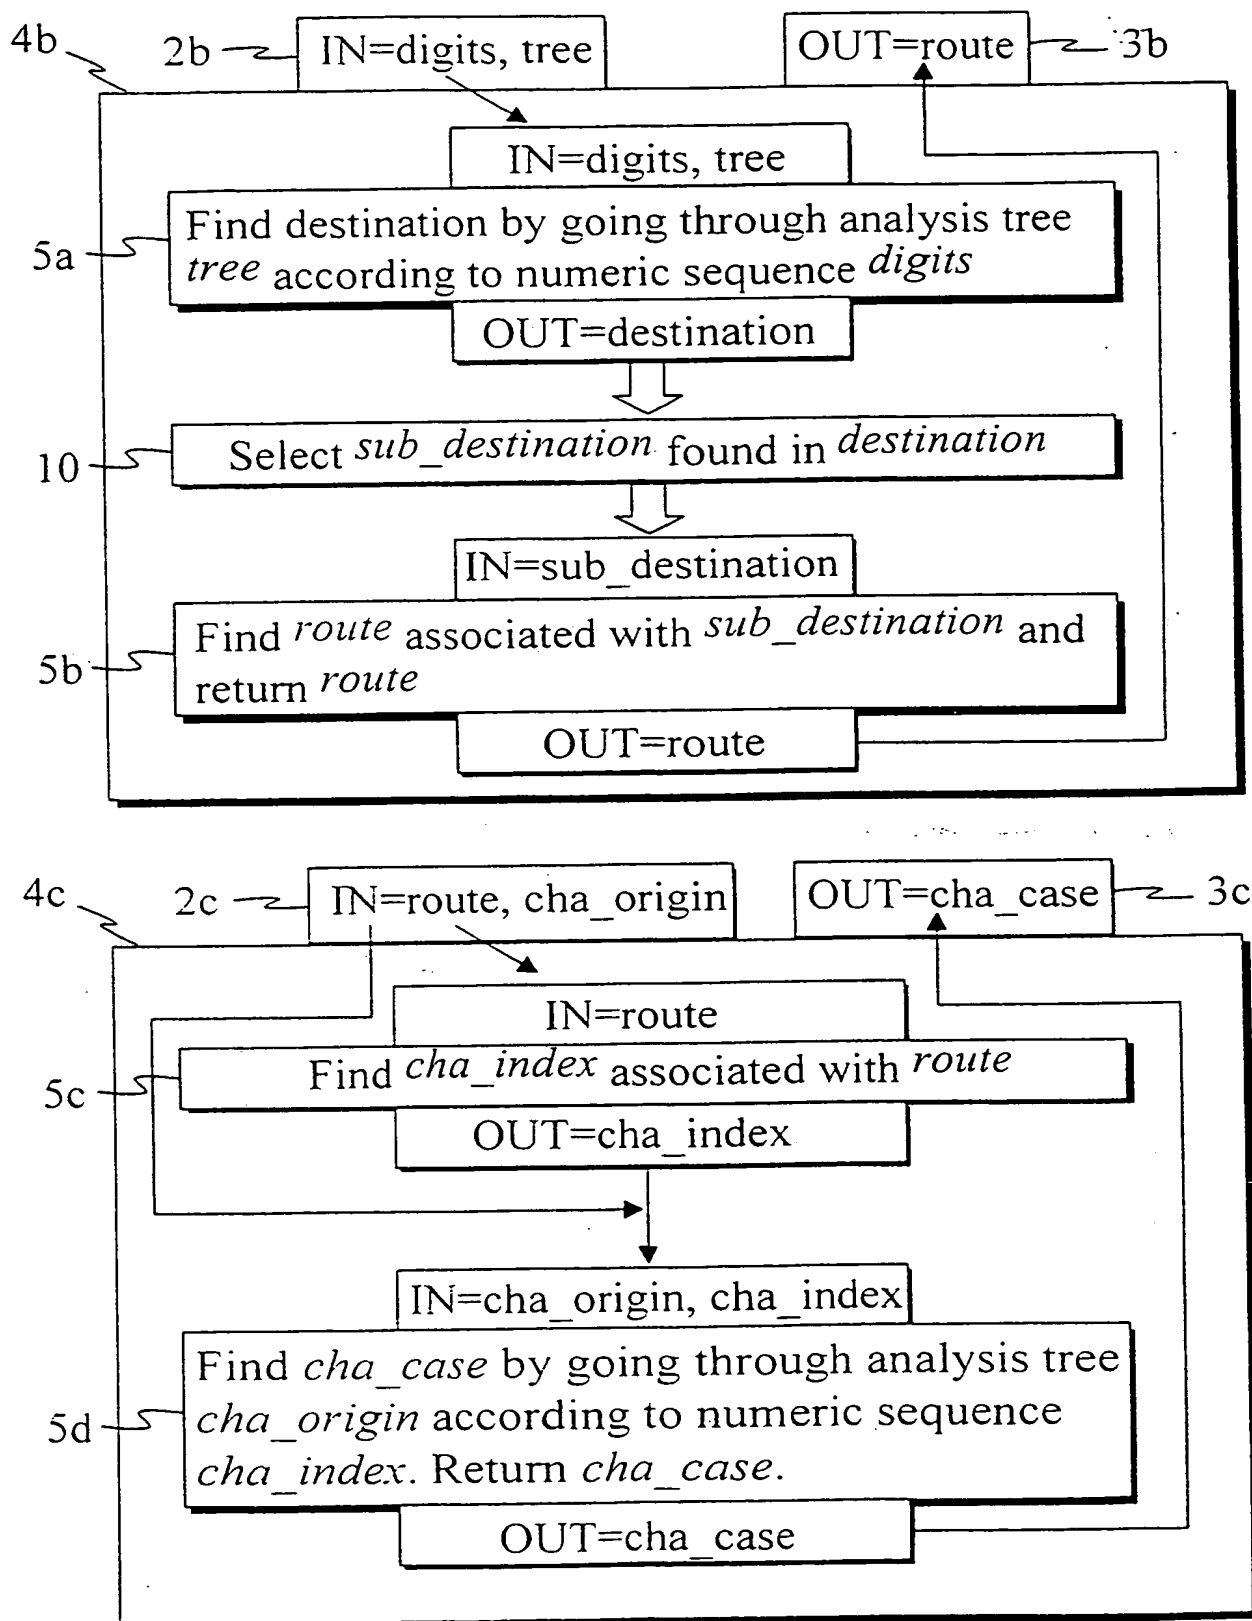 4b
2b
IN=digits, tree
OUT=route
3b
IN=digits, tree
5a
Find destination by going through analysis tree
tree according to numeric sequence digits
OUT=destination
10
Select sub_destination found in destination
IN=sub_destination
5b
Find route associated with sub_destination and
return route
OUT=route
4c
2c
IN=route, cha_origin
OUT=cha_case
3c
IN=route
5c
Find cha_index associated with route
OUT=cha_index
IN=cha_origin, cha_index
5d
Find cha_case by going through analysis tree
cha_origin according to numeric sequence
cha_index. Return cha_case.
OUT=cha_case